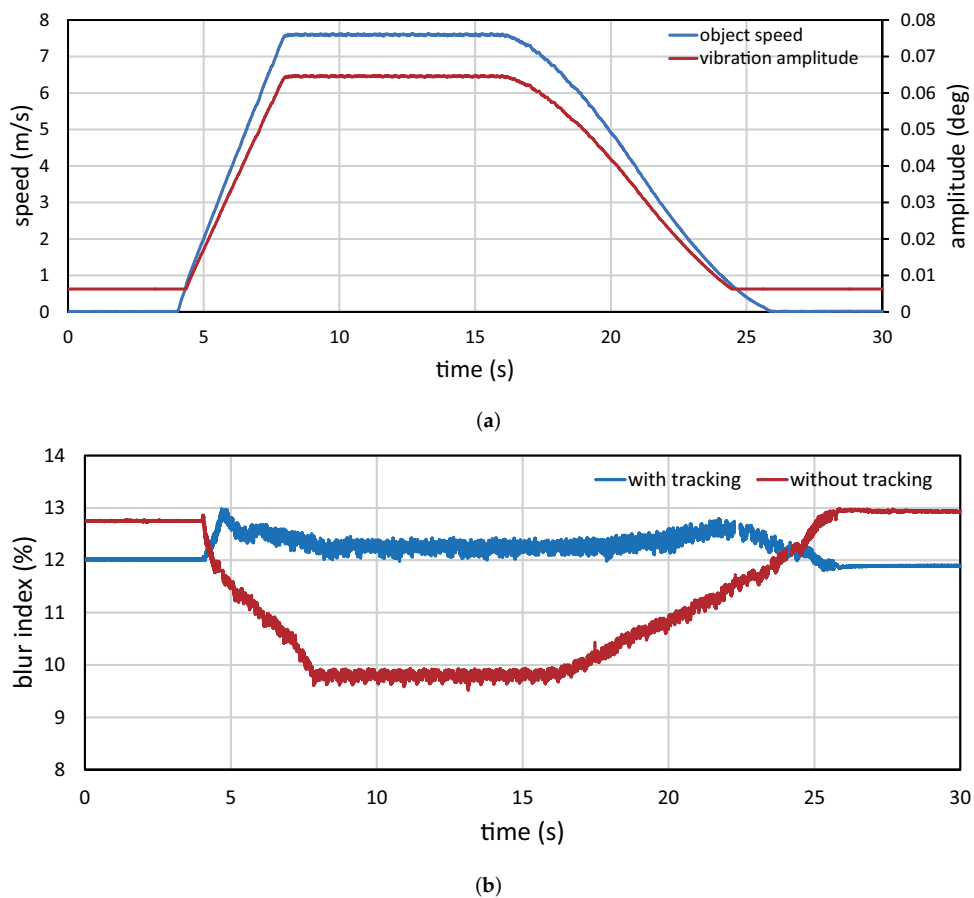 8 7 6 5 4 3 2 1 0
speed (m/s)
object speed
vibration amplitude
0.08 0.07 0.06 0.05 0.04 0.03 0.02 0.01 0
amplitude (deg)
0 5 10 15 20 25 30
time (s)
(a)
14 13 12 11 10 9 8
blur index (%)
with tracking without tracking
0 5 10 15 20 25 30
time (s)
(b)